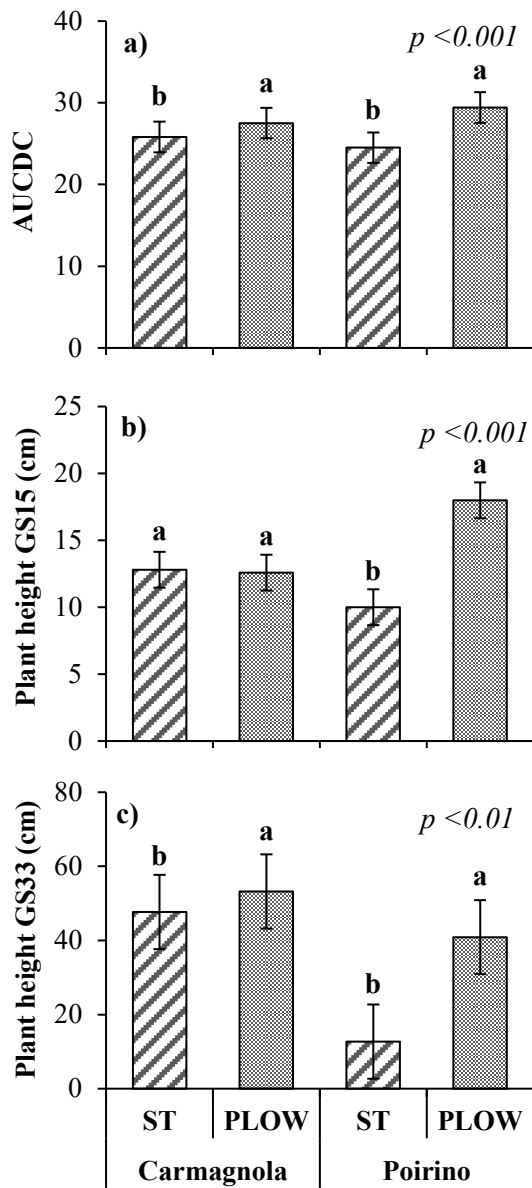 a)
p <0.001
40
30
20
10
0
AUCDC
b
a
b
a
b)
p <0.001
25
20
15
10
5
0
Plant height GS15 (cm)
a
a
b
a
c)
p <0.01
80
60
40
20
0
Plant height GS33 (cm)
b
a
b
a
ST PLOW ST PLOW
Carmagnola Poirino